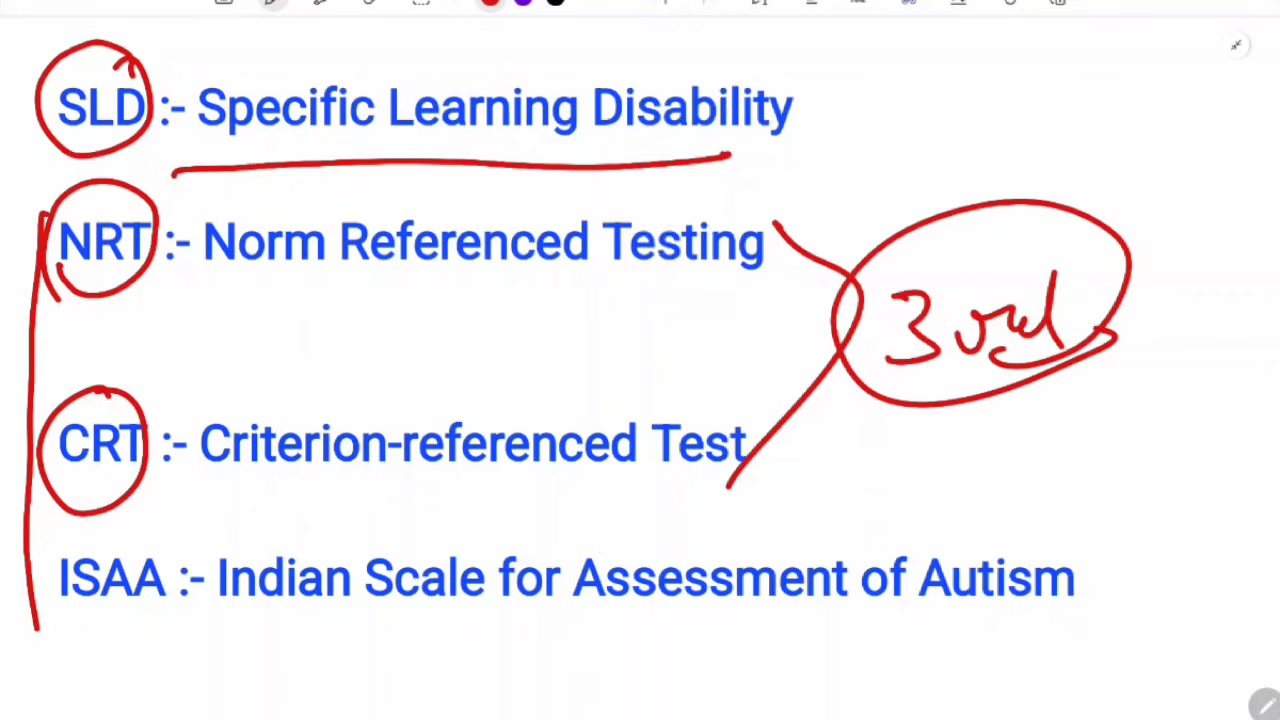 SLD :- Specific Learning Disability
NRT :- Norm Referenced Testing
3rd
CRT :- Criterion-referenced Test
ISAA :- Indian Scale for Assessment of Autism